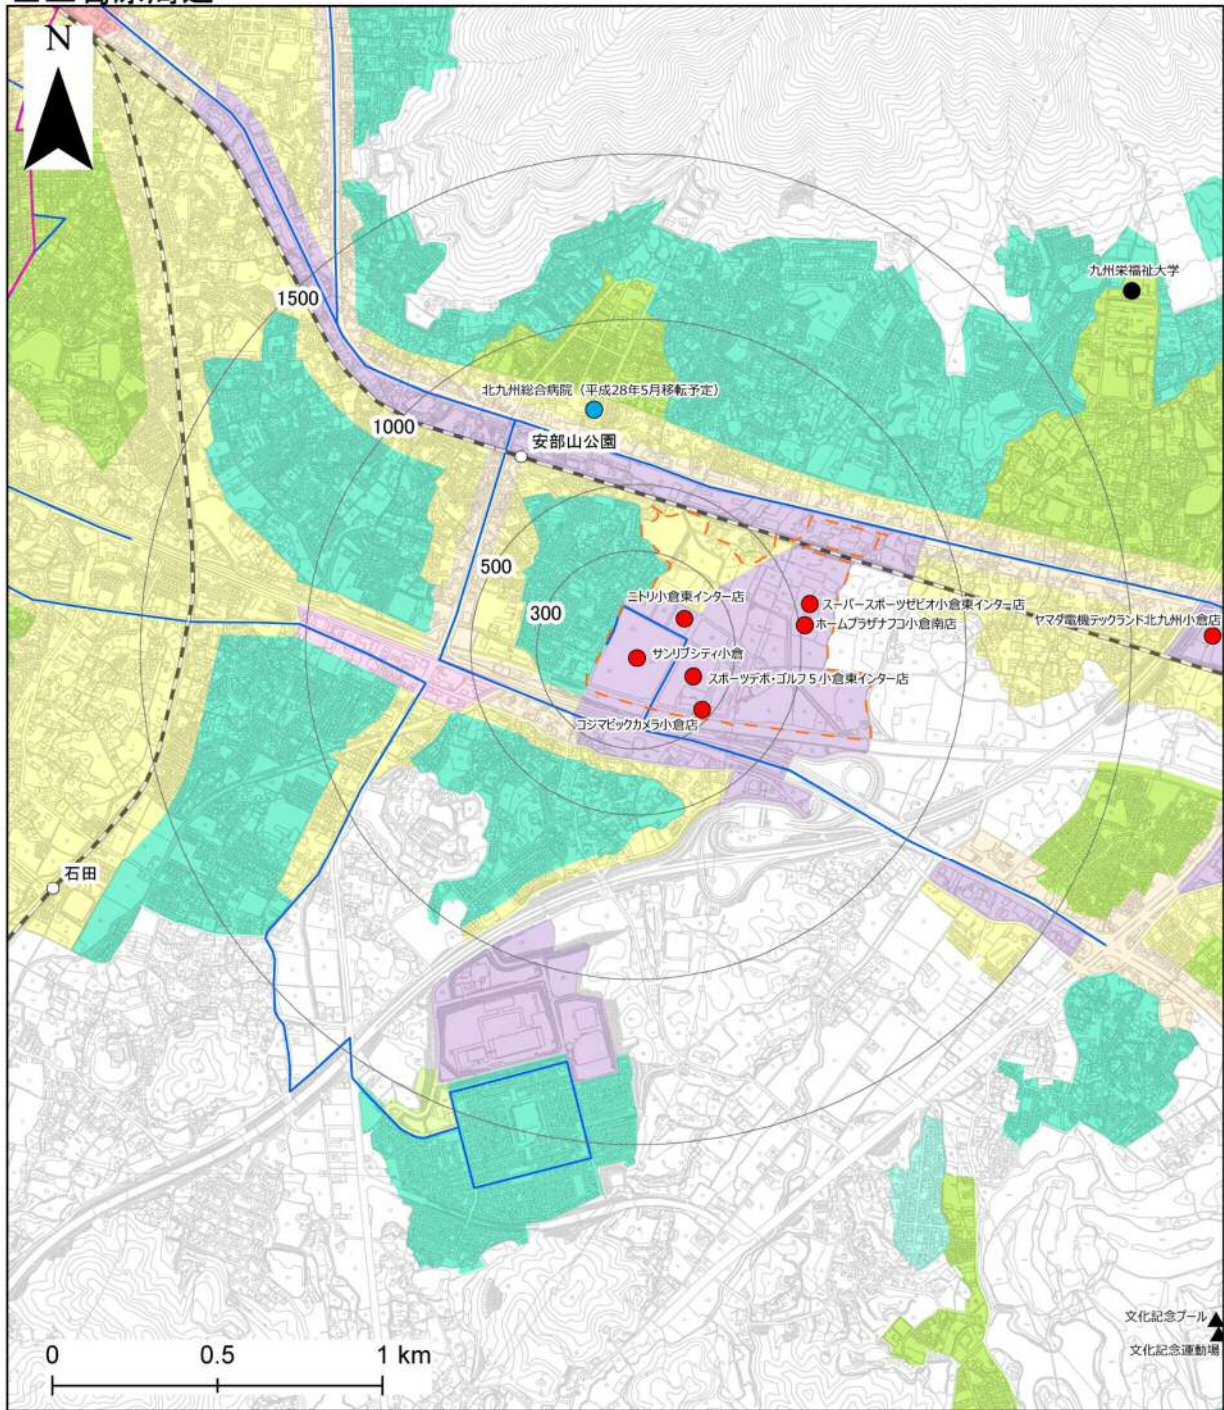 N
九州栄福祉大学
1500
北九州総合病院（平成28年5月移転予定）
1000
安部山公園
500
ニトリ小倉東インター店
スーパースポーツゼビオ小倉東インター店
300
ホームプラザナフコ小倉南店
ヤマダ電機テックランド北九州小倉店
サンリブシティ小倉
スポーツデポ・ゴルフ５小倉東インター店
コジマビックカメラ小倉店
石田
文化記念プール
文化記念運動場
0 0.5 1 km